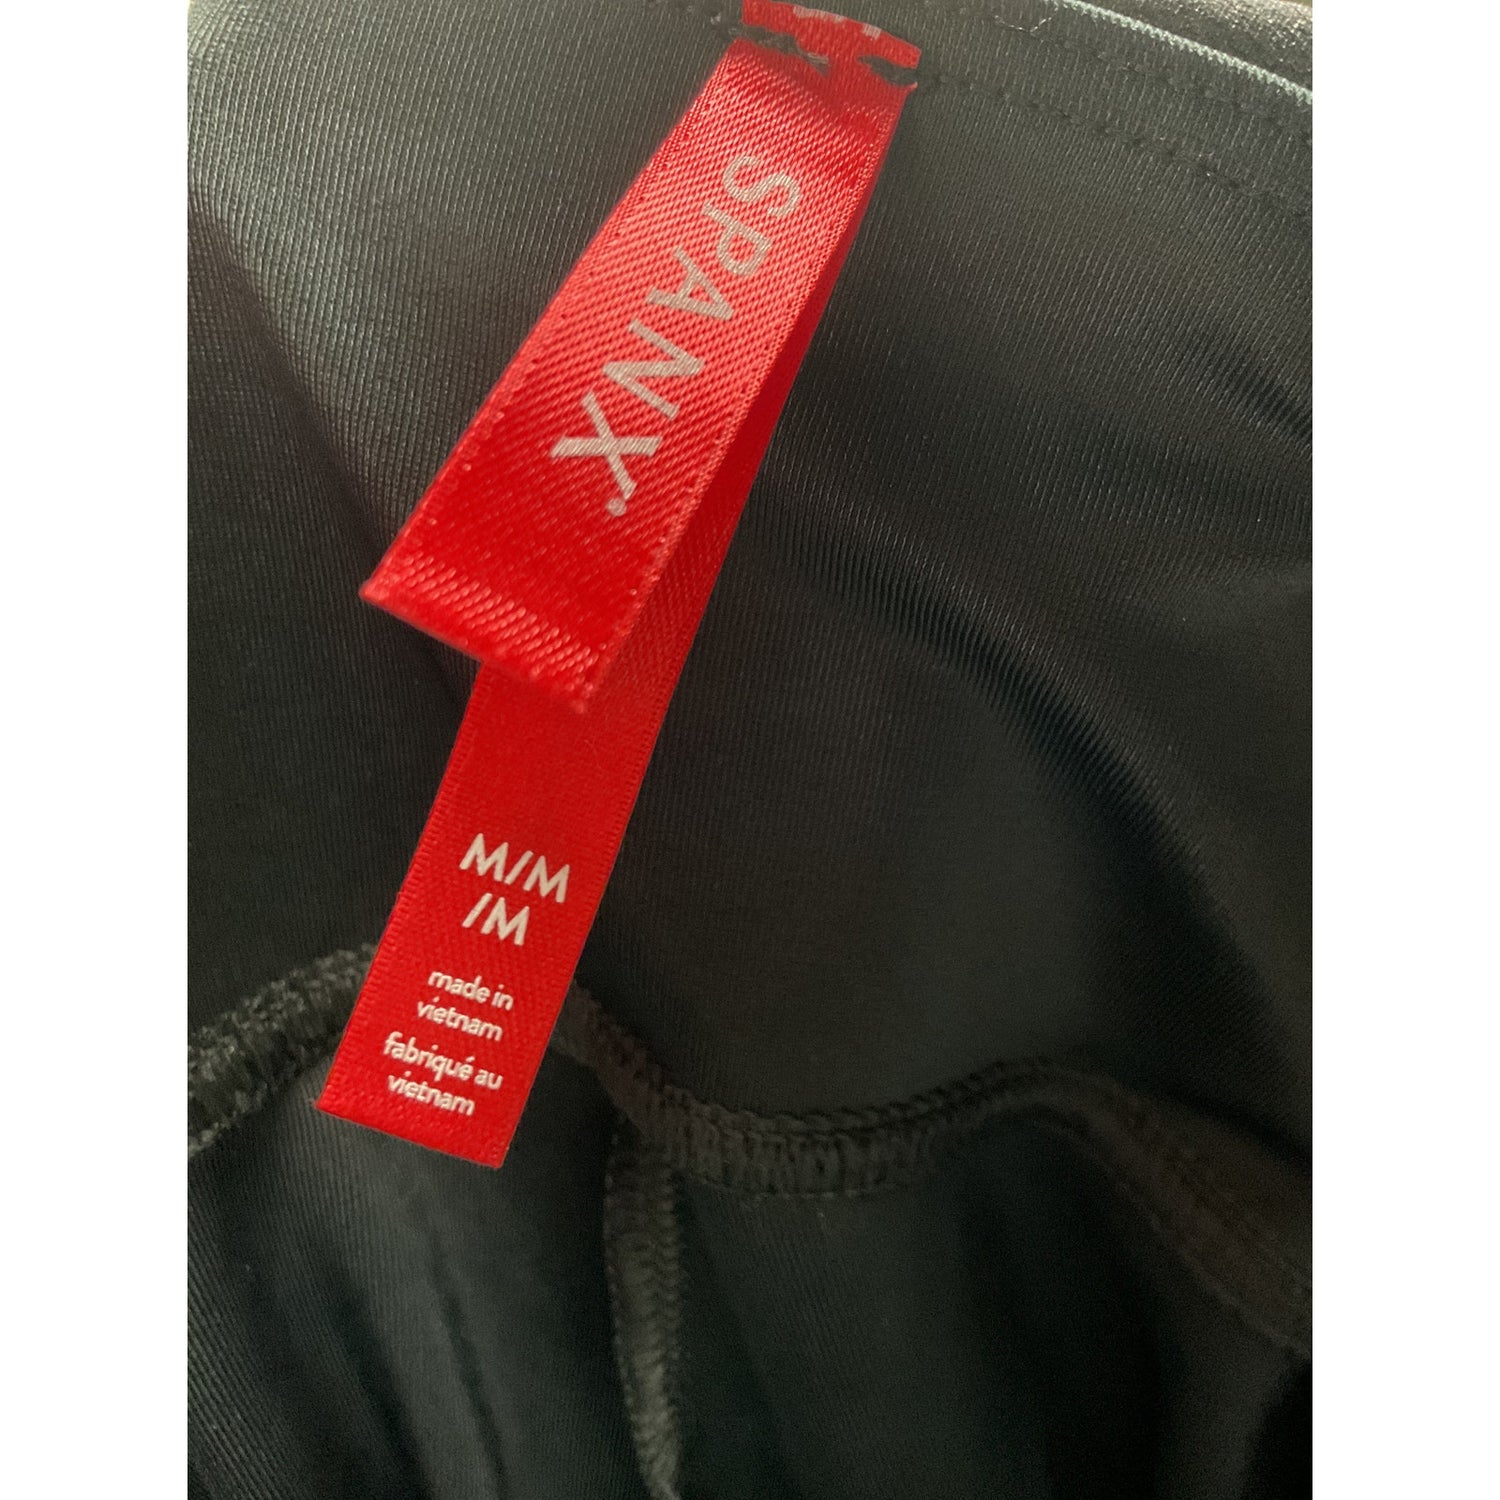 SPANX®
M/M
/M
made in
vietnam
fabriqué au
vietnam